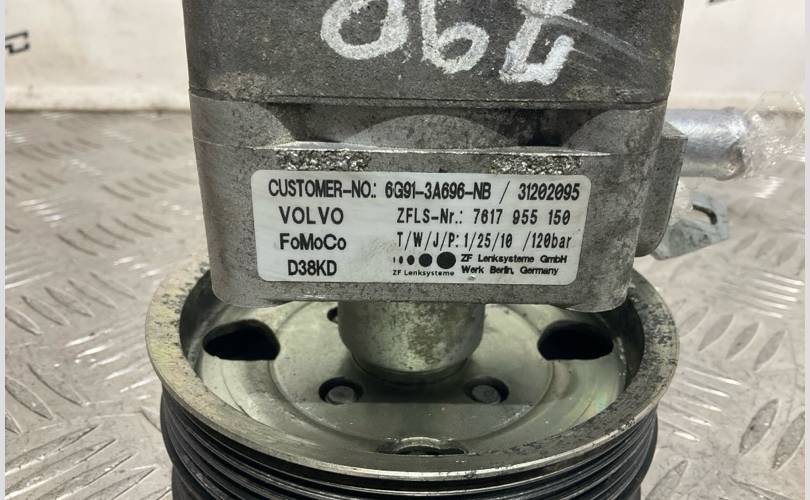 790
CUSTOMER-NO.: 6G91-3A696-NB / 31202095
VOLVO ZFLS-Nr.: 7617 955 150
FoMoCo T/W/J/P: 1/25/10 /120bar
D38KD ZF Lenksysteme ZF Lenksysteme GmbH
Werk Berlin, Germany